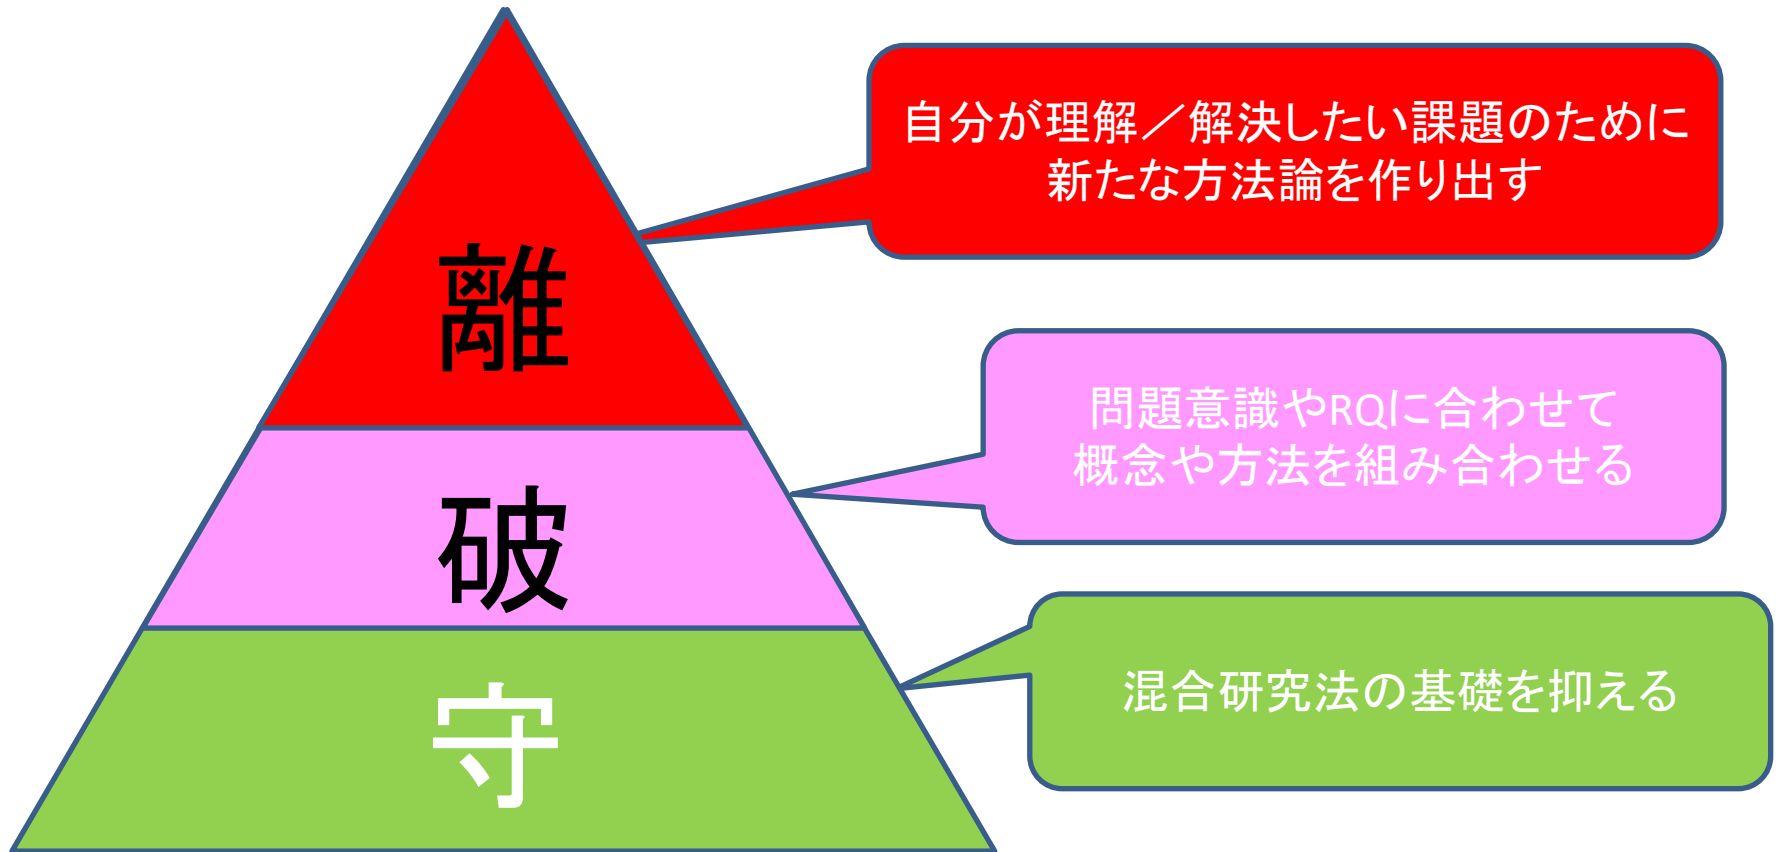 離
自分が理解／解決したい課題のために
新たな方法論を作り出す
破
問題意識やRQに合わせて
概念や方法を組み合わせる
守
混合研究法の基礎を抑える